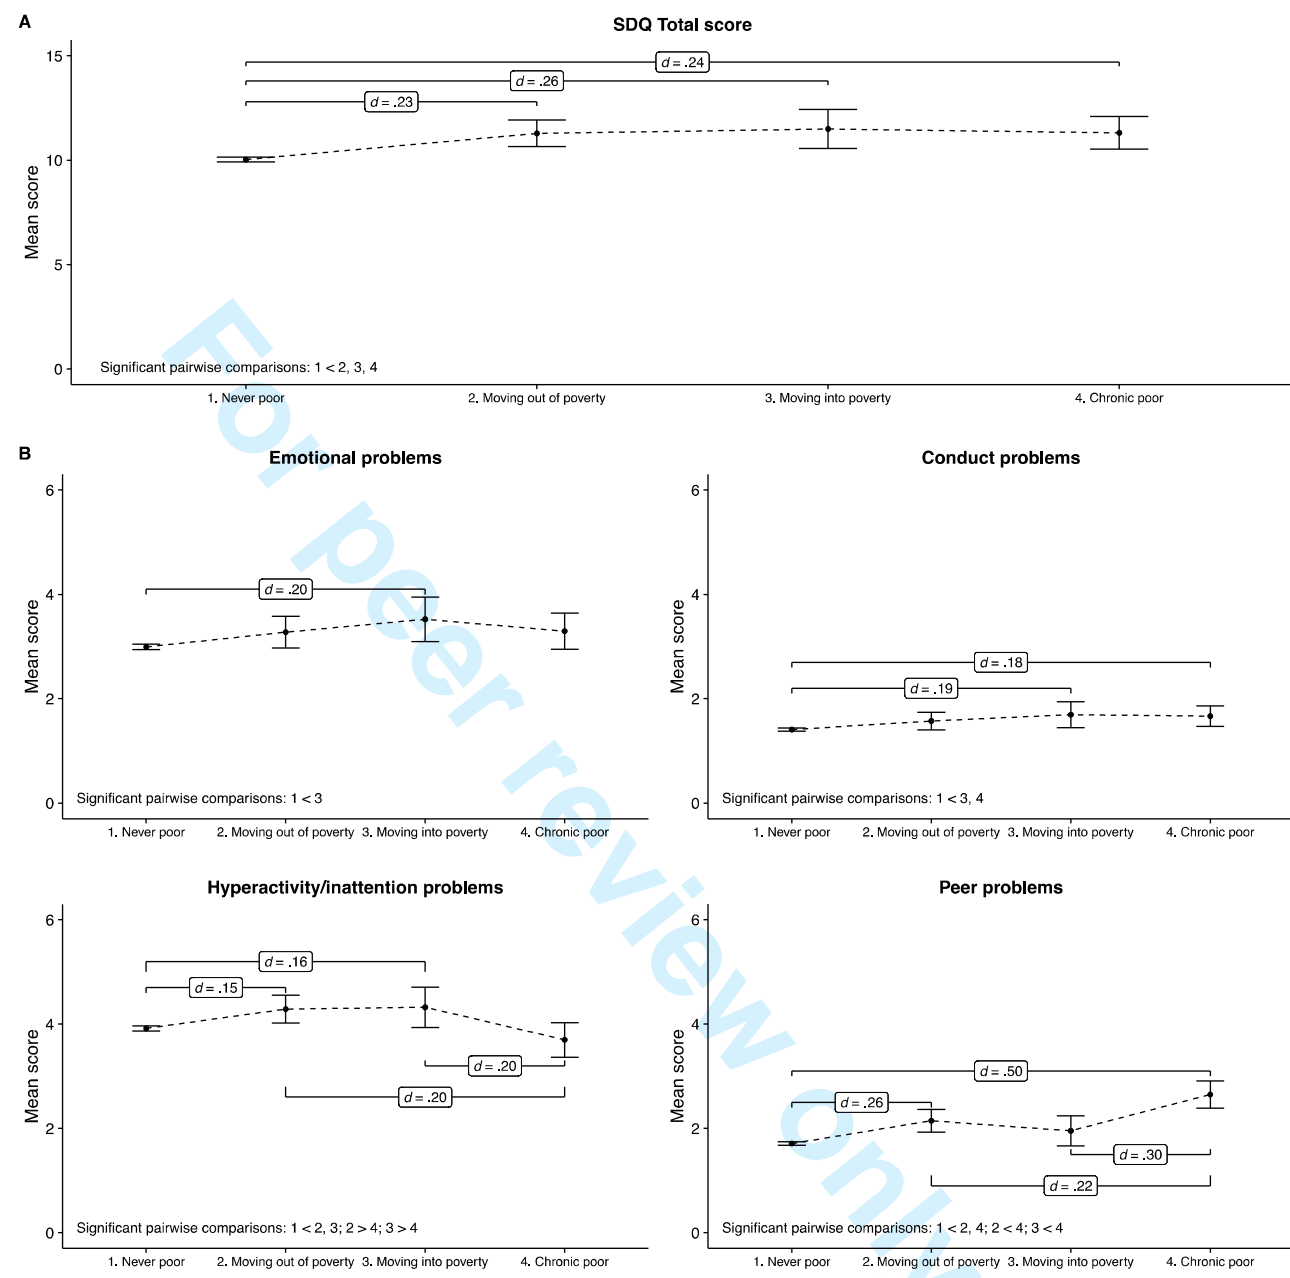 A
SDQ Total score
15
10
5
0
Mean score
d = .24
d = .26
d = .23
Significant pairwise comparisons: 1 < 2, 3, 4
1. Never poor
2. Moving out of poverty
3. Moving into poverty
4. Chronic poor
B
Emotional problems
6
4
2
0
Mean score
d = .20
Significant pairwise comparisons: 1 < 3
1. Never poor
2. Moving out of poverty
3. Moving into poverty
4. Chronic poor
Conduct problems
6
4
2
0
Mean score
d = .18
d = .19
Significant pairwise comparisons: 1 < 3, 4
1. Never poor
2. Moving out of poverty
3. Moving into poverty
4. Chronic poor
Hyperactivity/inattention problems
6
4
2
0
Mean score
d = .16
d = .15
d = .20
d = .20
Significant pairwise comparisons: 1 < 2, 3; 2 > 4; 3 > 4
1. Never poor
2. Moving out of poverty
3. Moving into poverty
4. Chronic poor
Peer problems
6
4
2
0
Mean score
d = .50
d = .26
d = .30
d = .22
Significant pairwise comparisons: 1 < 2, 4; 2 < 4; 3 < 4
1. Never poor
2. Moving out of poverty
3. Moving into poverty
4. Chronic poor
For peer review only